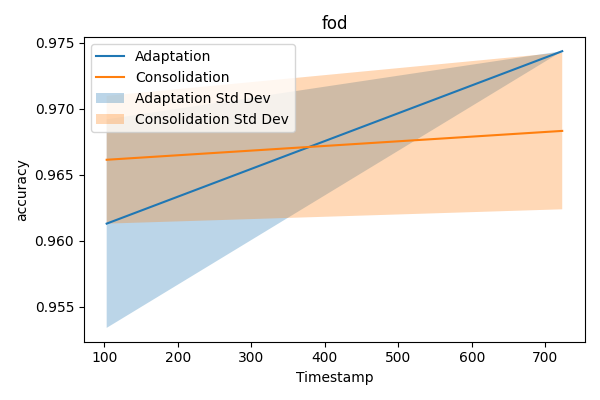 fod
0.975
0.970
0.965
0.960
0.955
accuracy
Adaptation
Consolidation
Adaptation Std Dev
Consolidation Std Dev
100 200 300 400 500 600 700
Timestamp